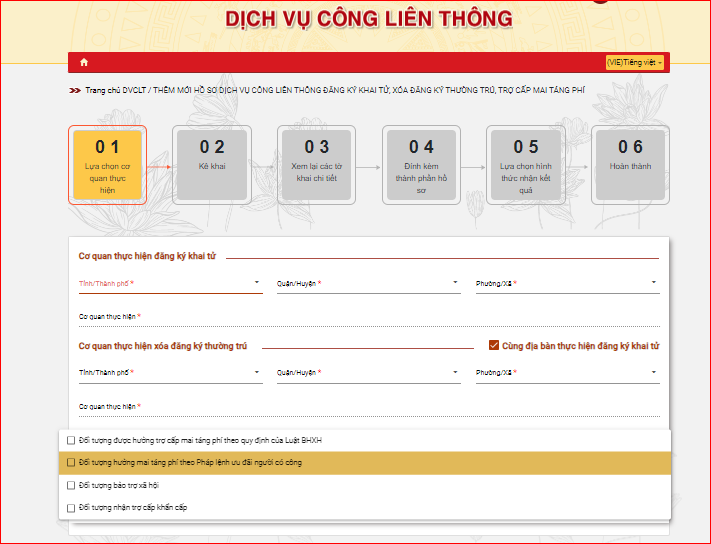 DỊCH VỤ CÔNG LIÊN THÔNG
(VIE)Tiếng việt
Trang chủ DVCLT / THÊM MỚI HỒ SƠ DỊCH VỤ CÔNG LIÊN THÔNG ĐĂNG KÝ KHAI TỬ, XÓA ĐĂNG KÝ THƯỜNG TRÚ, TRỢ CẤP MAI TÁNG PHÍ
0 1
Lựa chọn cơ
quan thực
hiện
0 2
Kê khai
0 3
Xem lại các tờ
khai chi tiết
0 4
Đính kèm
thành phần hồ
sơ
0 5
Lựa chọn hình
thức nhận kết
quả
0 6
Hoàn thành
Cơ quan thực hiện đăng ký khai tử
Tỉnh/Thành phố * Quận/Huyện * Phường/Xã *
Cơ quan thực hiện *
Cơ quan thực hiện xóa đăng ký thường trú Cùng địa bàn thực hiện đăng ký khai tử
Tỉnh/Thành phố * Quận/Huyện * Phường/Xã *
Cơ quan thực hiện *
Đối tượng được hưởng trợ cấp mai táng phí theo quy định của Luật BHXH
Đối tượng hưởng mai táng phí theo Pháp lệnh ưu đãi người có công
Đối tượng bảo trợ xã hội
Đối tượng nhận trợ cấp khẩn cấp